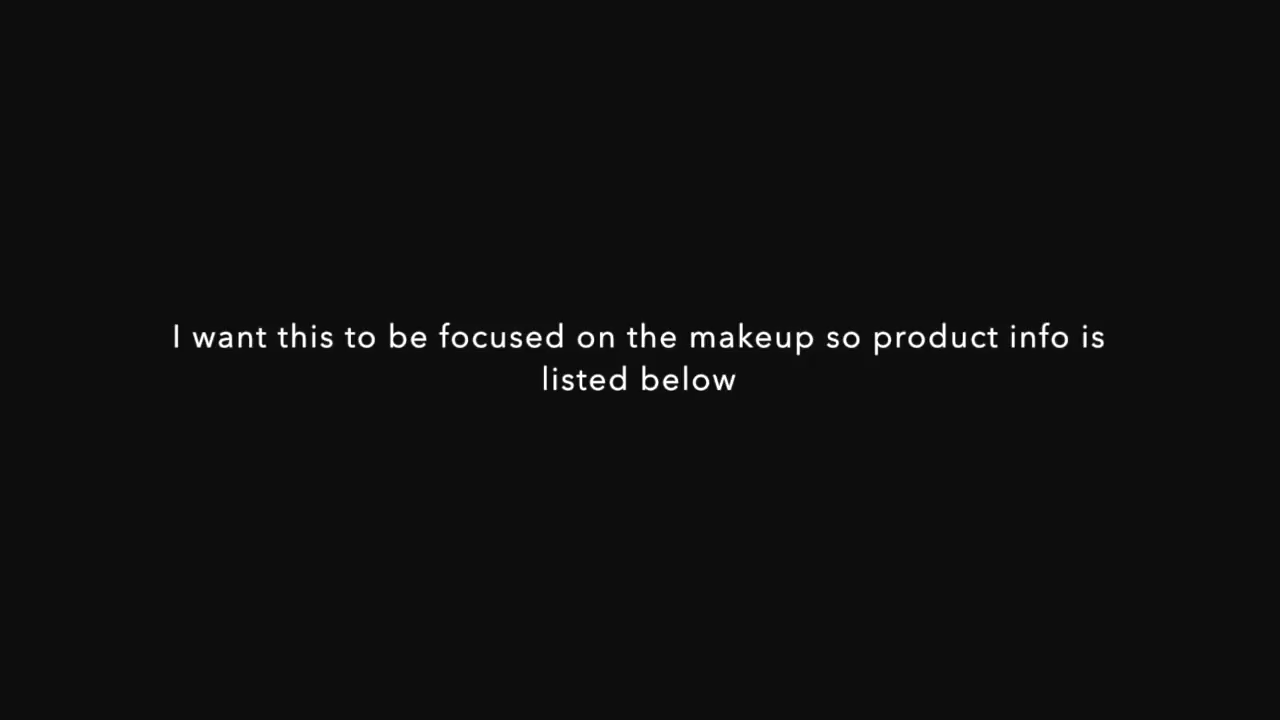 I want this to be focused on the makeup so product info is
listed below